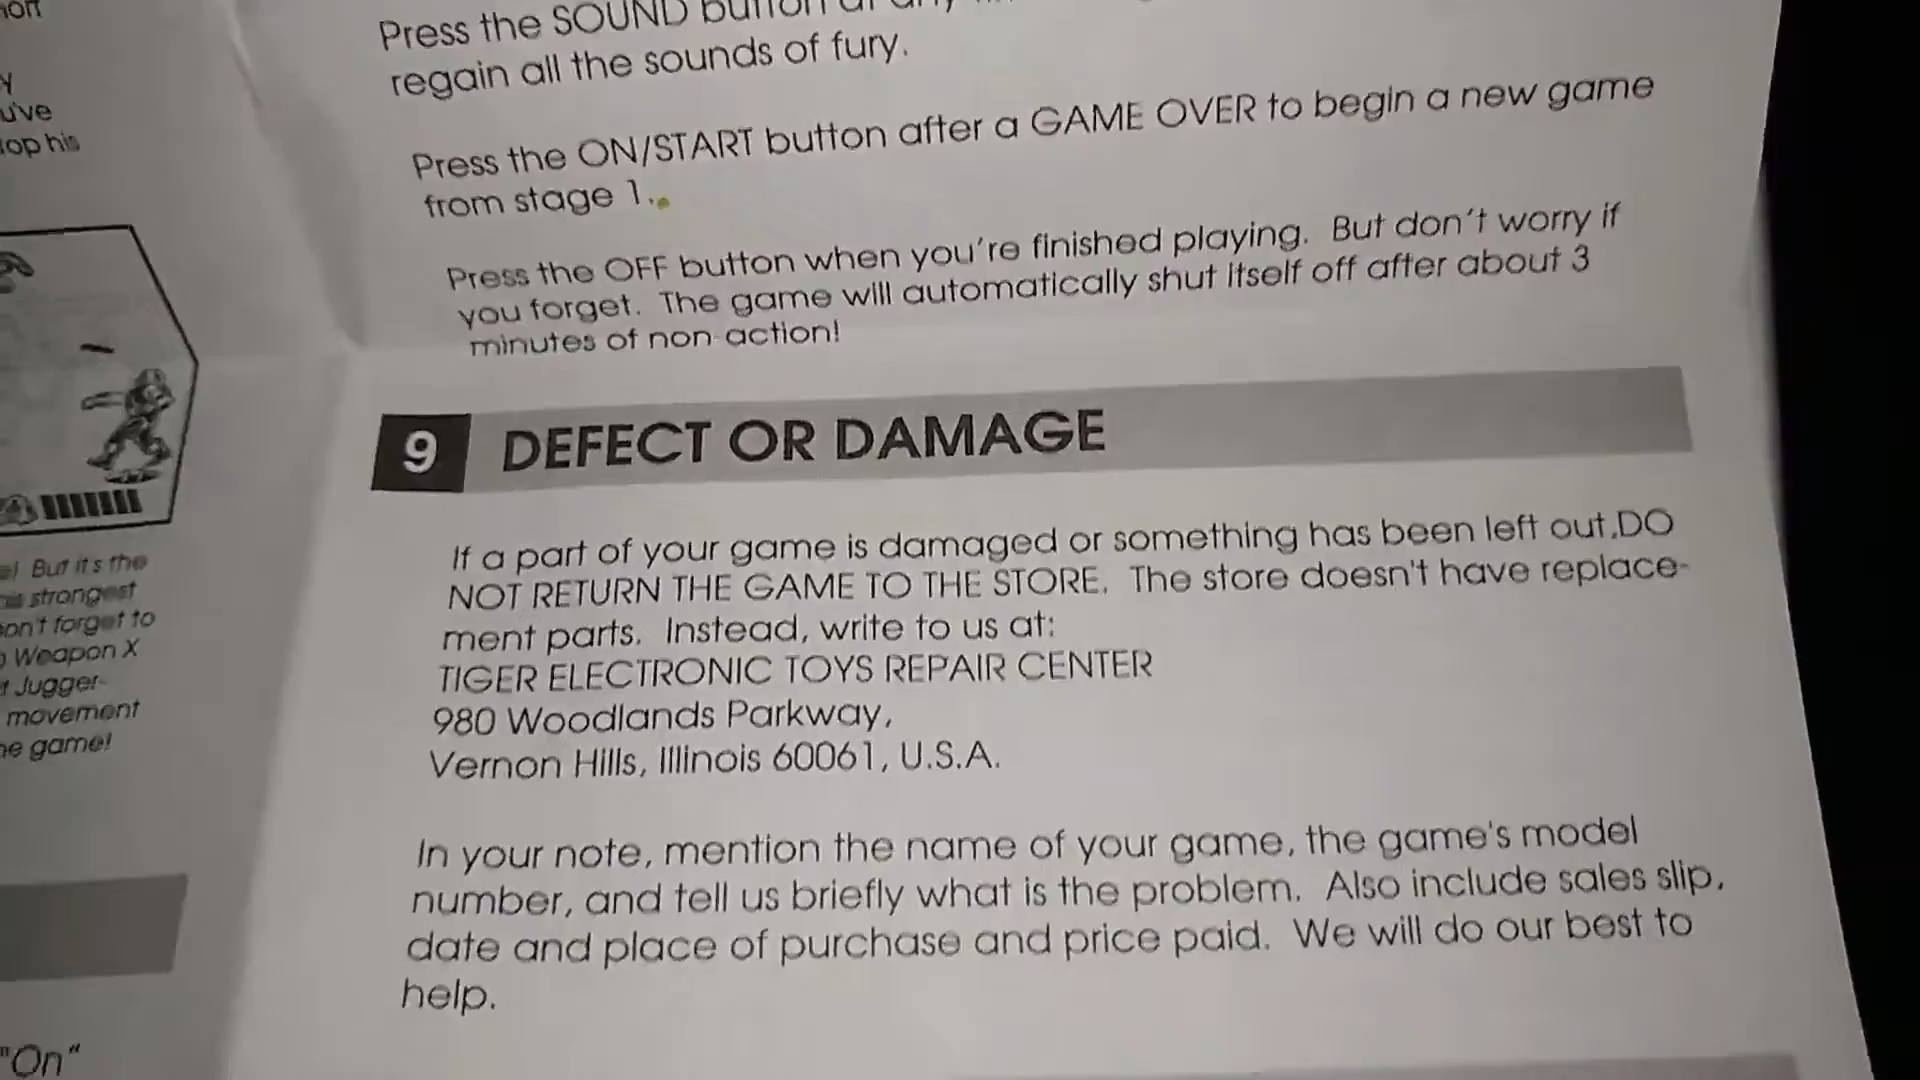 u've
op his
e! But it's the
strongest
on't forget to
Weapon X
Jugger-
movement
game!
"On"
Press the SOUND button at any
regain all the sounds of fury.
Press the ON/START button after a GAME OVER to begin a new game
from stage 1.
Press the OFF button when you're finished playing. But don't worry if
you forget. The game will automatically shut itself off after about 3
minutes of non-action!
9 DEFECT OR DAMAGE
If a part of your game is damaged or something has been left out,DO
NOT RETURN THE GAME TO THE STORE. The store doesn't have replace-
ment parts. Instead, write to us at:
TIGER ELECTRONIC TOYS REPAIR CENTER
980 Woodlands Parkway,
Vernon Hills, Illinois 60061, U.S.A.
In your note, mention the name of your game, the game's model
number, and tell us briefly what is the problem. Also include sales slip,
date and place of purchase and price paid. We will do our best to
help.